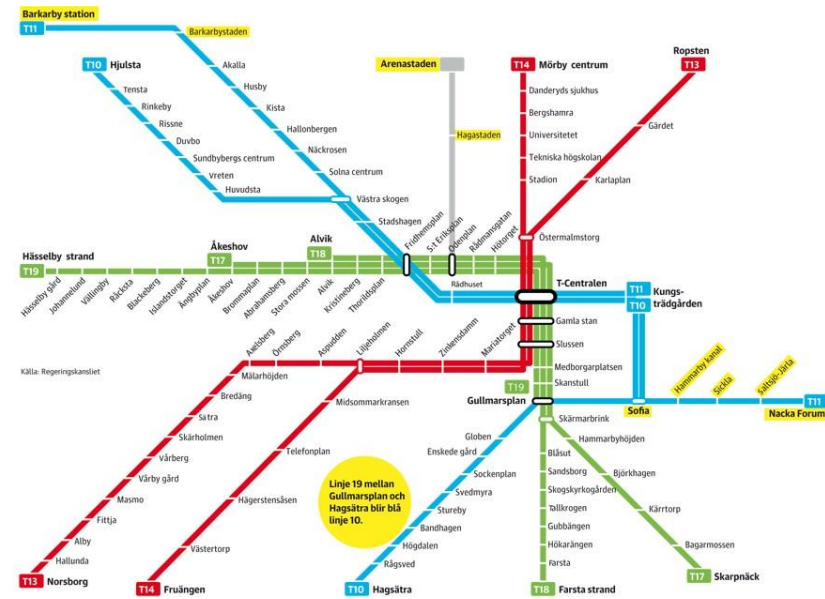 Barkarby station
T11
Barkarbystaden
T10 Hjulsta
Akalla
Husby
Kista
Hallonbergen
Näckrosen
Solna centrum
Tensta
Rinkeby
Rissne
Duvbo
Sundbybergs centrum
Vreten
Huvudsta
Västra skogen
Stadshagen
Arenastaden
Hagastaden
T14 Mörby centrum
Danderyds sjukhus
Bergshamra
Universitetet
Tekniska högskolan
Stadion
Ropsten
T13
Gärdet
Karlaplan
Östermalmstorg
Hässelby strand
T19
Hässelby gård
Johannelund
Vällingby
Råcksta
Blackeberg
Islandstorget
Ängbyplan
Åkeshov
T17
Åkeshov
Brommaplan
Abrahamsberg
Stora mossen
Alvik
T18
Alvik
Kristineberg
Thorildsplan
Fridhemsplan
S:t Eriksplan
Odenplan
Rådmansgatan
Hötorget
Rådhuset
T-Centralen
T11
T10
Kungs-
trädgården
Gamla stan
Slussen
Medborgarplatsen
Skanstull
T19
Gullmarsplan
Skärmarbrink
Sofia
Hammarby kanal
Sickla
Saltsjö-Järla
T11
Nacka Forum
Källa: Regeringskansliet
Axelsberg
Örnsberg
Aspudden
Liljeholmen
Hornstull
Zinkensdamm
Mariatorget
Mälarhöjden
Bredäng
Sätra
Skärholmen
Vårberg
Vårby gård
Masmo
Fittja
Alby
Hallunda
T13 Norsborg
Midsommarkransen
Telefonplan
Hägerstensåsen
Västertorp
T14 Fruängen
Linje 19 mellan
Gullmarsplan och
Hagsätra blir blå
linje 10.
Globen
Enskede gård
Sockenplan
Svedmyra
Stureby
Bandhagen
Högdalen
Rågsved
T10 Hagsätra
Blåsut
Sandsborg
Skogskyrkogården
Tallkrogen
Gubbängen
Hökarängen
Farsta
T18 Farsta strand
Hammarbyhöjden
Björkhagen
Kärrtorp
Bagarmossen
T17 Skarpnäck